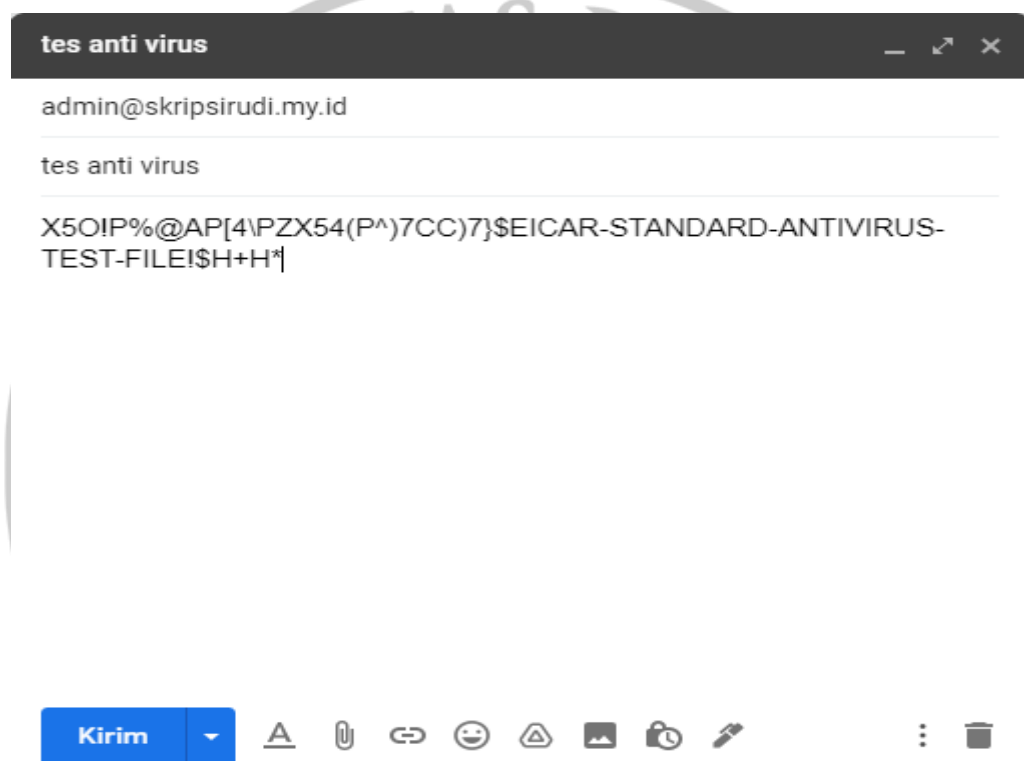 tes anti virus
admin@skripsirudi.my.id
tes anti virus
X5O!P%@AP[4\PZX54(P^)7CC)7}$EICAR-STANDARD-ANTIVIRUS-
TEST-FILE!$H+H*
Kirim